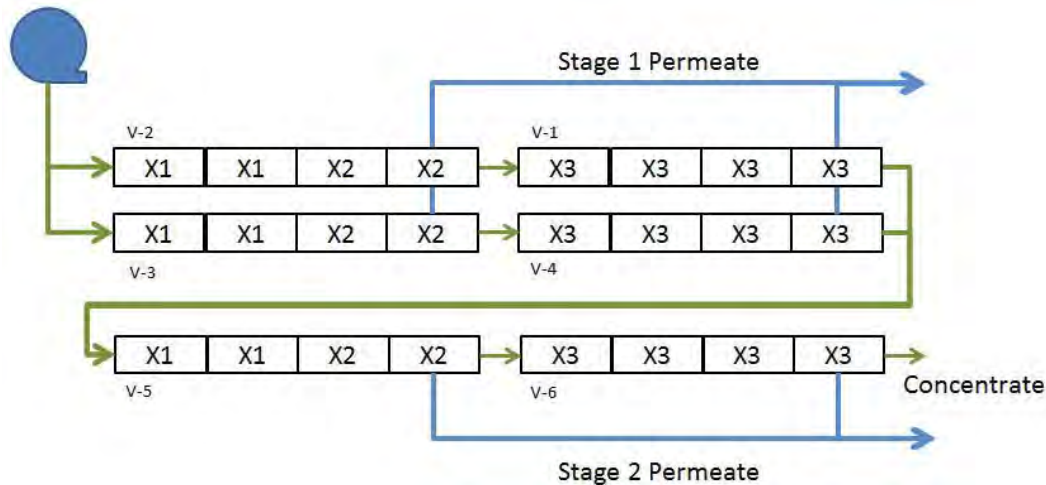 Stage 1 Permeate
V-2 V-1
X1 X1 X2 X2 X3 X3 X3 X3
X1 X1 X2 X2 X3 X3 X3 X3
V-3 V-4
X1 X1 X2 X2 X3 X3 X3 X3
V-5 V-6
Concentrate
Stage 2 Permeate